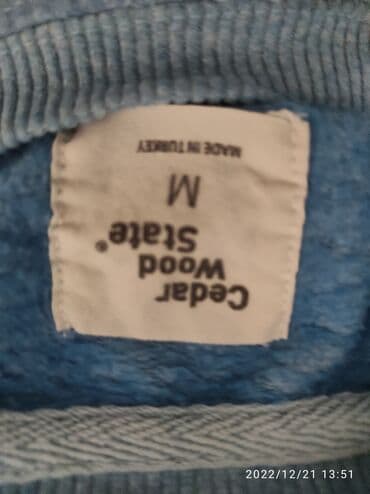 Cedar
Wood
State®
M
MADE IN TURKEY
2022/12/21 13:51